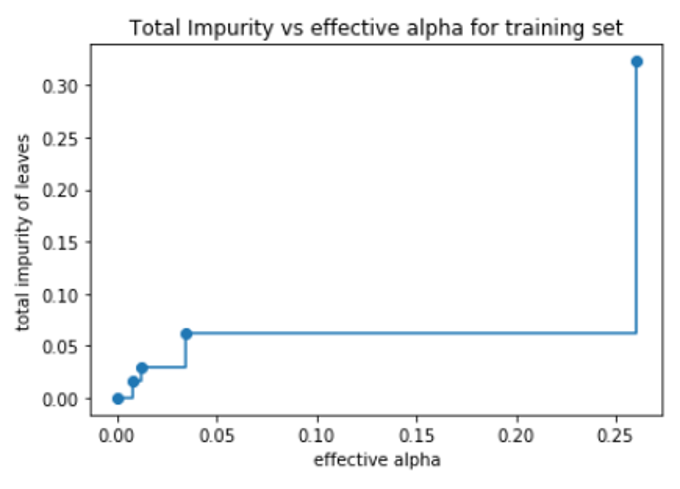 Total Impurity vs effective alpha for training set
total impurity of leaves
0.30
0.25
0.20
0.15
0.10
0.05
0.00
0.00 0.05 0.10 0.15 0.20 0.25
effective alpha